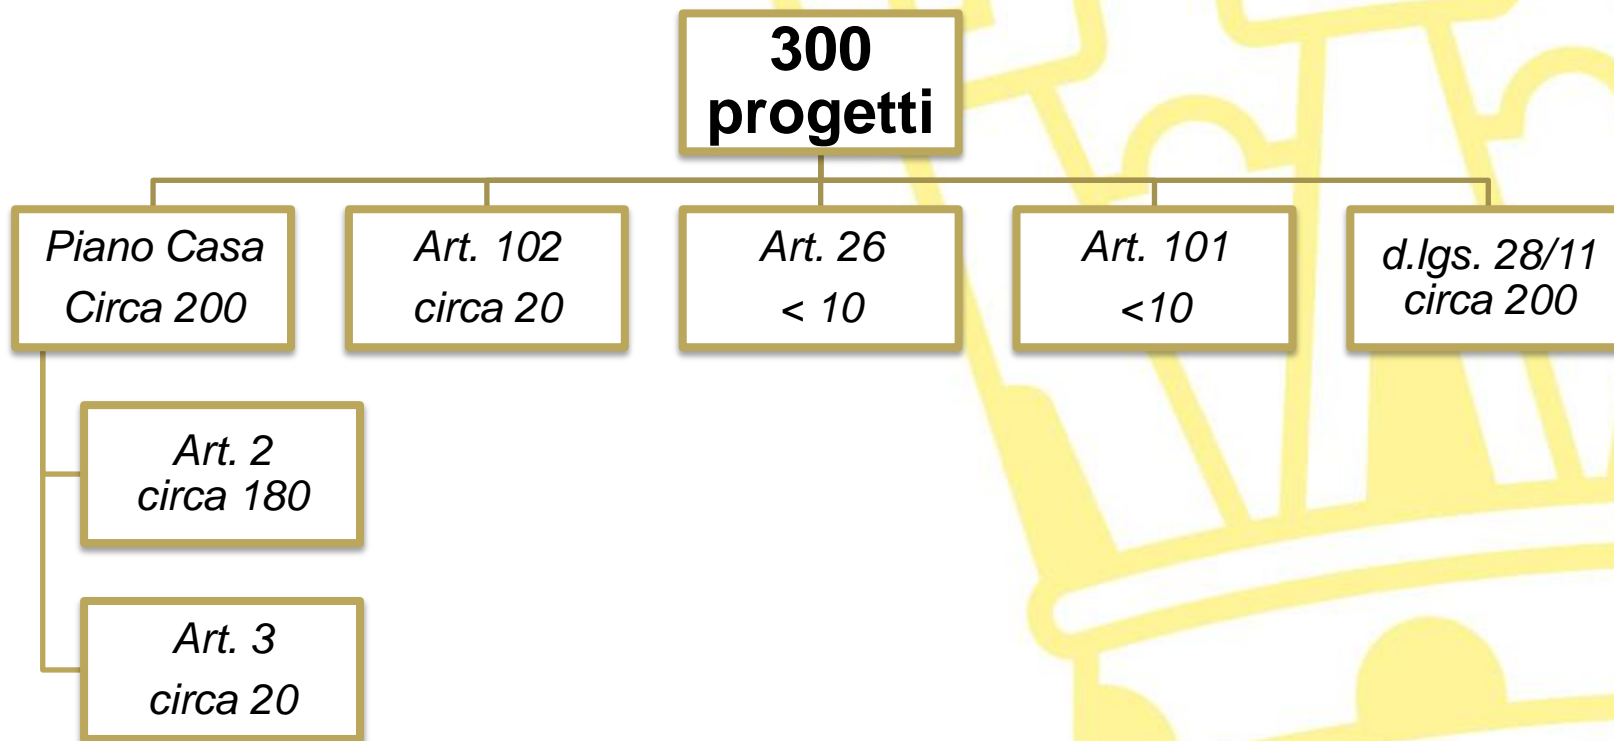 300
progetti
Piano Casa
Circa 200
Art. 102
circa 20
Art. 26
< 10
Art. 101
<10
d.lgs. 28/11
circa 200
Art. 2
circa 180
Art. 3
circa 20